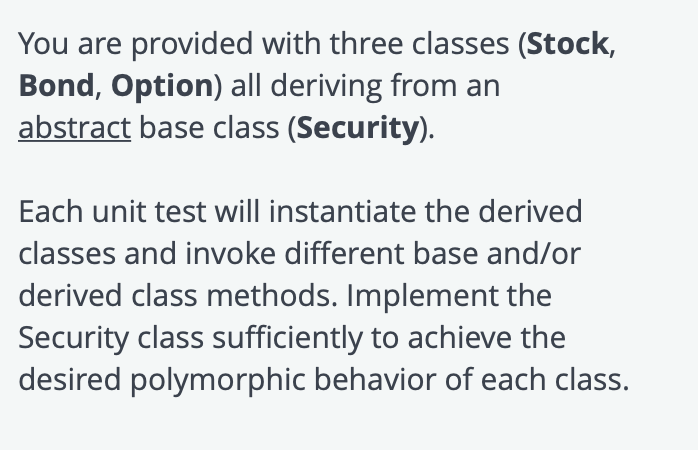 You are provided with three classes (Stock,
Bond, Option) all deriving from an
abstract base class (Security).
Each unit test will instantiate the derived
classes and invoke different base and/or
derived class methods. Implement the
Security class sufficiently to achieve the
desired polymorphic behavior of each class.